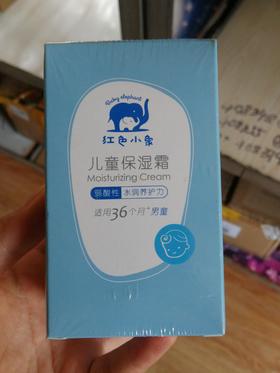 Baby elephant
红色小象
儿童保湿霜
Moisturizing Cream
弱酸性 水润养护力
适用36个月+男童